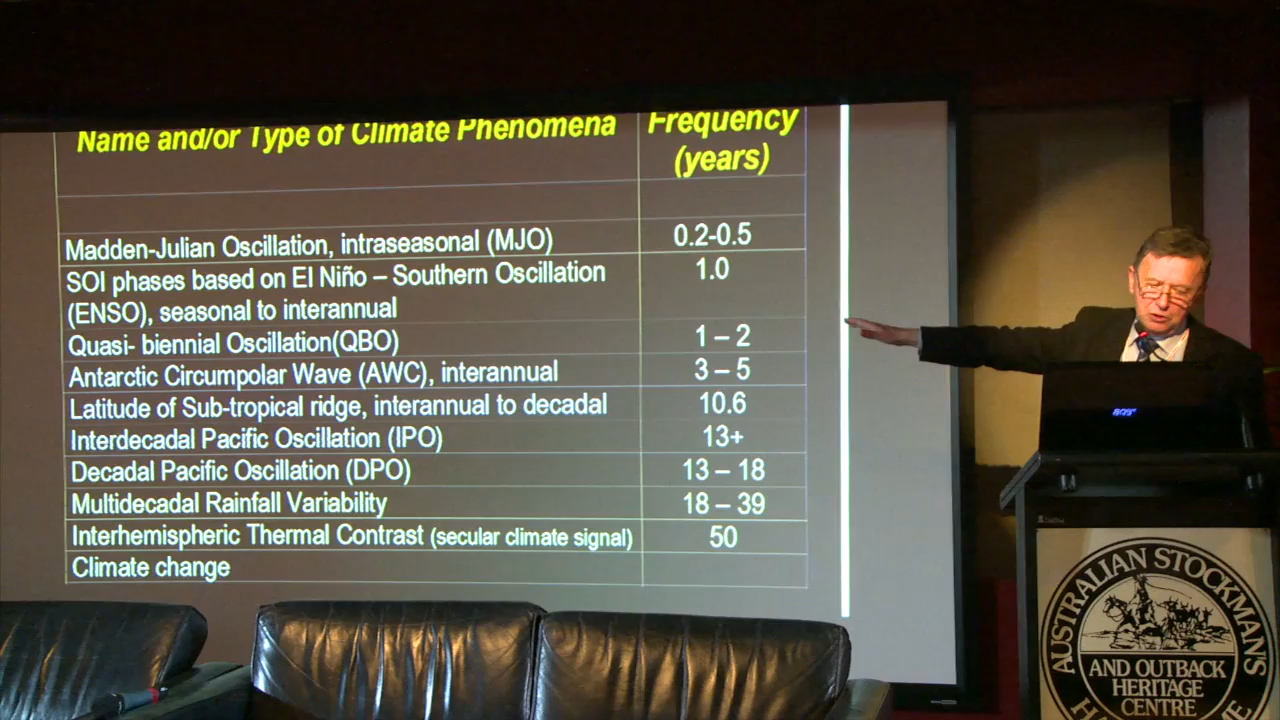 Name and/or Type of Climate Phenomena
Frequency
(years)
Madden-Julian Oscillation, intraseasonal (MJO)
0.2-0.5
SOI phases based on El Niño – Southern Oscillation
(ENSO), seasonal to interannual
1.0
Quasi- biennial Oscillation(QBO)
1 – 2
Antarctic Circumpolar Wave (AWC), interannual
3 – 5
Latitude of Sub-tropical ridge, interannual to decadal
10.6
Interdecadal Pacific Oscillation (IPO)
13+
Decadal Pacific Oscillation (DPO)
13 – 18
Multidecadal Rainfall Variability
18 – 39
Interhemispheric Thermal Contrast (secular climate signal)
50
Climate change
AUSTRALIAN STOCKMAN'S
AND OUTBACK
HERITAGE
CENTRE